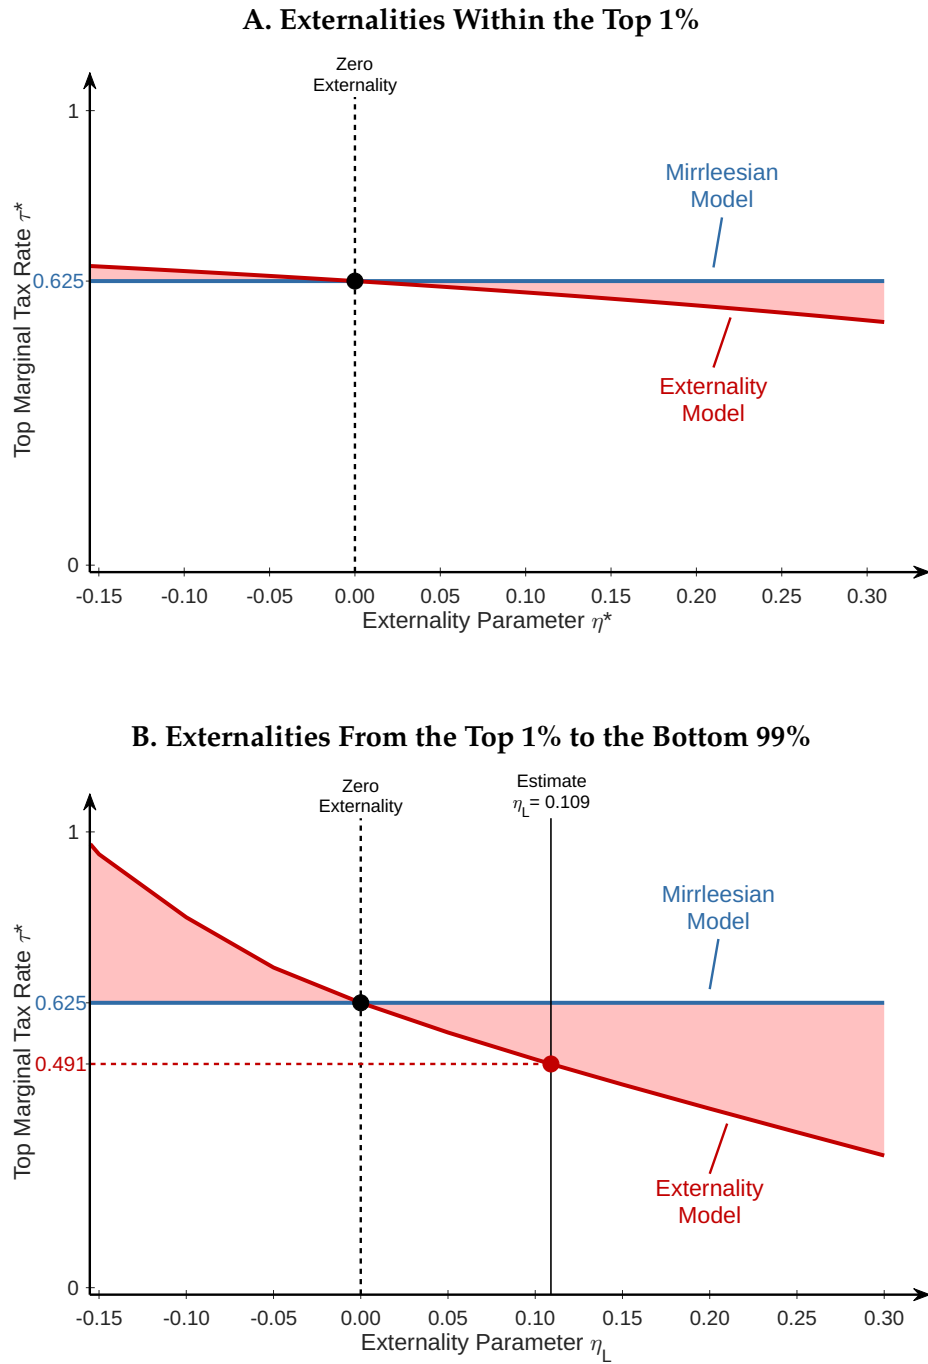 A. Externalities Within the Top 1%
Zero
Externality
1
Mirrleesian
Model
Top Marginal Tax Rate τ*
0.625
Externality
Model
0
-0.15 -0.10 -0.05 0.00 0.05 0.10 0.15 0.20 0.25 0.30
Externality Parameter η*
B. Externalities From the Top 1% to the Bottom 99%
Zero
Externality
Estimate
η_L= 0.109
1
Mirrleesian
Model
Top Marginal Tax Rate τ*
0.625
0.491
Externality
Model
0
-0.15 -0.10 -0.05 0.00 0.05 0.10 0.15 0.20 0.25 0.30
Externality Parameter η_L